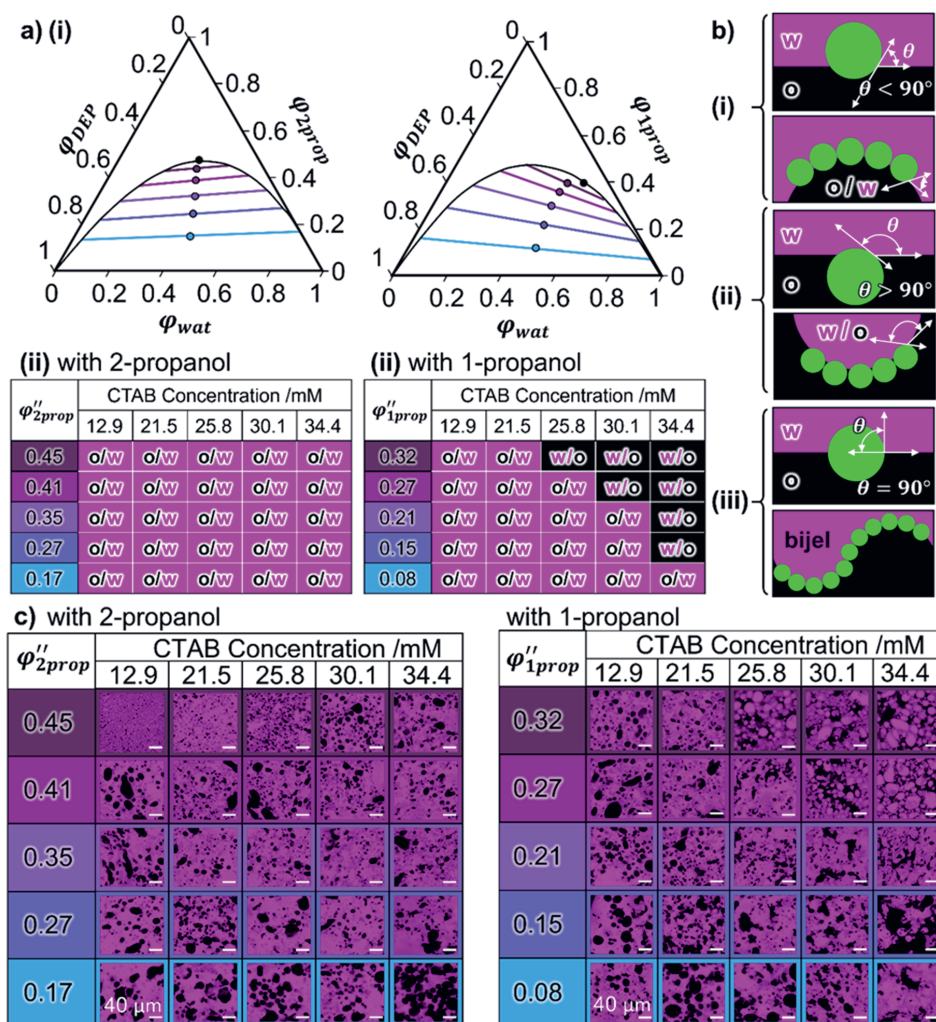 a) (i)
0 1
0.2 0.8
0.4 0.6
0.6 0.4
0.8 0.2
1 0
φDEP
φ2prop
0 0.2 0.4 0.6 0.8 1
φwat
0 1
0.2 0.8
0.4 0.6
0.6 0.4
0.8 0.2
1 0
φDEP
φ1prop
0 0.2 0.4 0.6 0.8 1
φwat
b)
(i)
w
o
θ
θ < 90°
o/w
(ii)
w
o
θ > 90°
w/o
(iii)
w
o
θ
θ = 90°
bijel
(ii) with 2-propanol
φ''2prop CTAB Concentration /mM
12.9 21.5 25.8 30.1 34.4
0.45 o/w o/w o/w o/w o/w
0.41 o/w o/w o/w o/w o/w
0.35 o/w o/w o/w o/w o/w
0.27 o/w o/w o/w o/w o/w
0.17 o/w o/w o/w o/w o/w
(ii) with 1-propanol
φ''1prop CTAB Concentration /mM
12.9 21.5 25.8 30.1 34.4
0.32 o/w o/w w/o w/o w/o
0.27 o/w o/w o/w w/o w/o
0.21 o/w o/w o/w o/w w/o
0.15 o/w o/w o/w o/w w/o
0.08 o/w o/w o/w o/w o/w
c) with 2-propanol
φ''2prop CTAB Concentration /mM
12.9 21.5 25.8 30.1 34.4
0.45
0.41
0.35
0.27
0.17 40 μm
with 1-propanol
φ''1prop CTAB Concentration /mM
12.9 21.5 25.8 30.1 34.4
0.32
0.27
0.21
0.15
0.08 40 μm